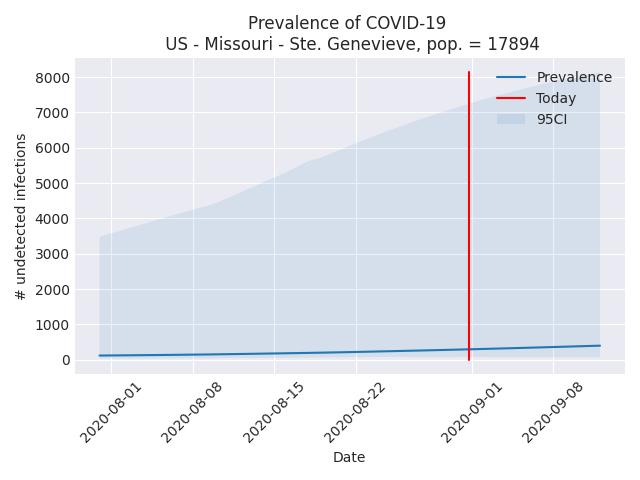 Prevalence of COVID-19
US - Missouri - Ste. Genevieve, pop. = 17894
8000
7000
6000
5000
4000
3000
2000
1000
0
# undetected infections
Prevalence
Today
95CI
2020-08-01
2020-08-08
2020-08-15
2020-08-22
2020-09-01
2020-09-08
Date